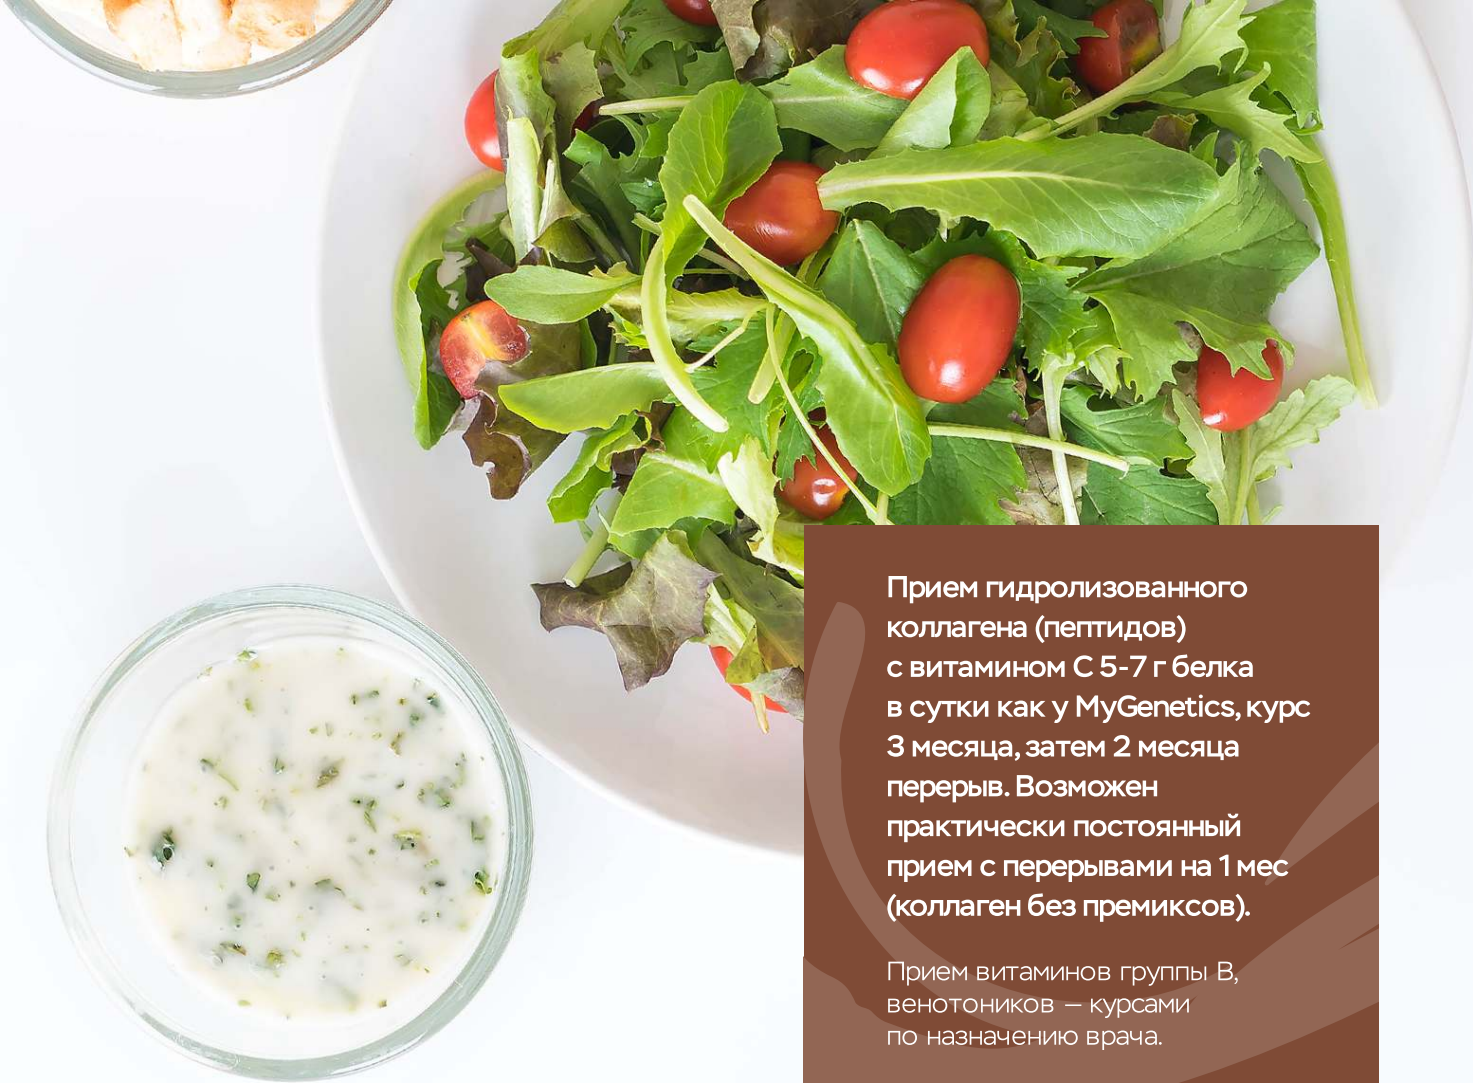 Прием гидролизованного
коллагена (пептидов)
с витамином С 5-7 г белка
в сутки как у MyGenetics, курс
3 месяца, затем 2 месяца
перерыв. Возможен
практически постоянный
прием с перерывами на 1 мес
(коллаген без премиксов).
Прием витаминов группы В,
венотоников — курсами
по назначению врача.